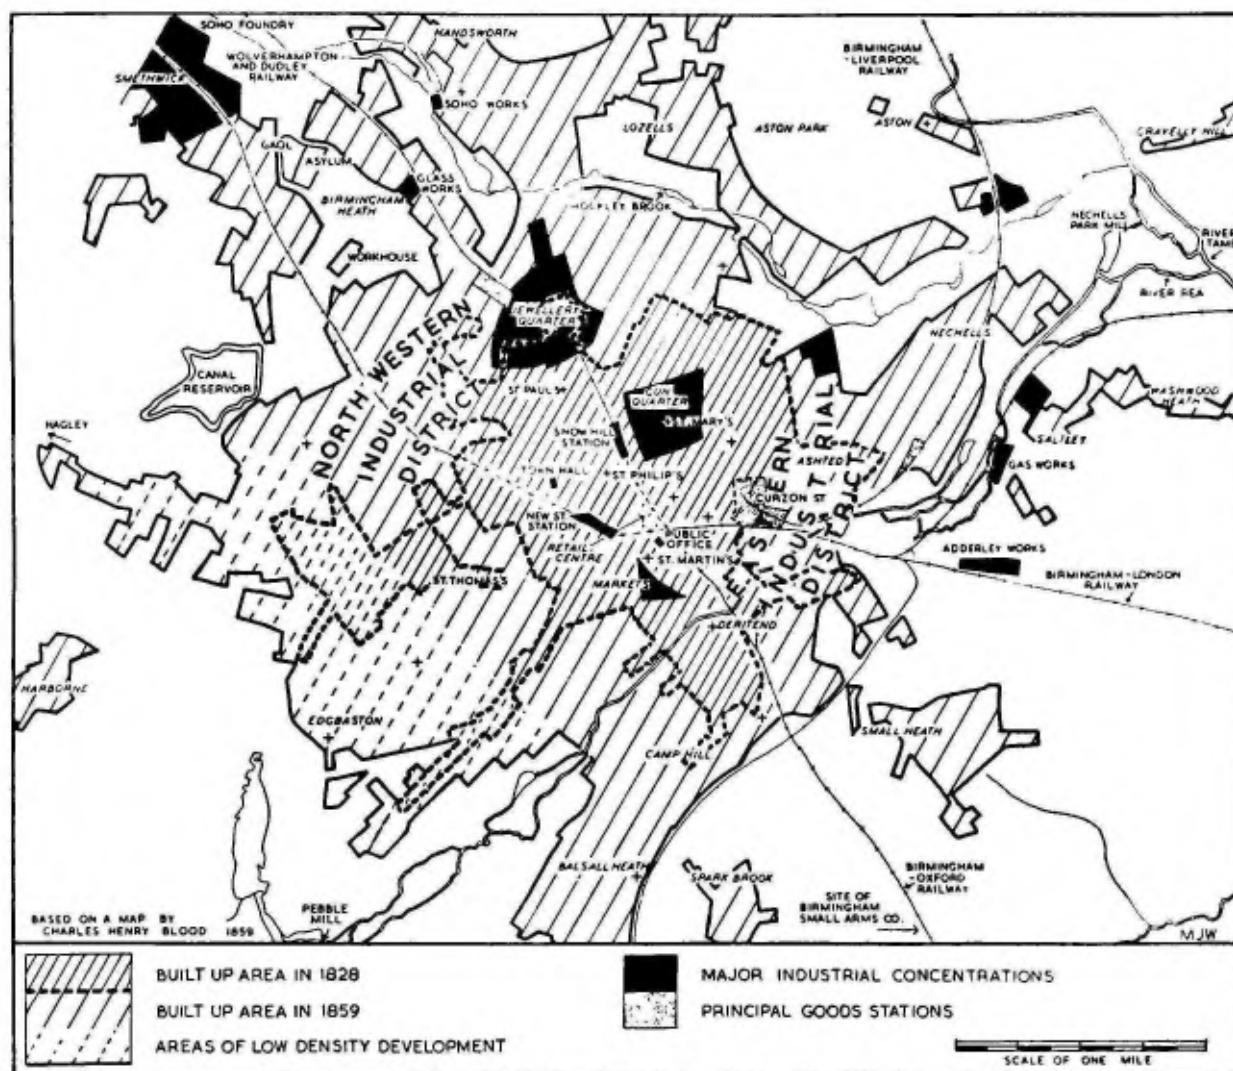 SOHO FOUNDRY
HANDSWORTH
WOLVERHAMPTON
AND DUDLEY
RAILWAY
SMETHWICK
SOHO WORKS
BIRMINGHAM
-LIVERPOOL
RAILWAY
LOZELLS
ASTON PARK
ASTON
GRAVELLY HILL
GAOL
ASYLUM
GLASS
WORKS
BIRMINGHAM
HEATH
HOCKLEY BROOK
NECHELLS
PARK MILL
RIVER
TAME
WORKHOUSE
RIVER REA
JEWELLERY
QUARTER
NECHELLS
CANAL
RESERVOIR
NORTH WESTERN
INDUSTRIAL
DISTRICT
ST PAUL'S
GUN
QUARTER
ST. MARY'S
WASHWOOD
HEATH
HAGLEY
SNOW HILL
STATION
EASTERN
INDUSTRIAL
DISTRICT
ASHTED
SALTLEY
GAS WORKS
TOWN HALL
ST PHILIP'S
CURZON ST
NEW ST
STATION
RETAIL
CENTRE
PUBLIC
OFFICE
ST. MARTIN'S
ADDERLEY WORKS
BIRMINGHAM-LONDON
RAILWAY
ST. THOMAS'S
MARKETS
DERITEND
HARBORNE
EDGBASTON
CAMP HILL
SMALL HEATH
BALSALL HEATH
SPARK BROOK
BIRMINGHAM
-OXFORD
RAILWAY
PEBBLE
MILL
SITE OF
BIRMINGHAM
SMALL ARMS CO.
BASED ON A MAP BY
CHARLES HENRY BLOOD 1859
MJW
BUILT UP AREA IN 1828
BUILT UP AREA IN 1859
AREAS OF LOW DENSITY DEVELOPMENT
MAJOR INDUSTRIAL CONCENTRATIONS
PRINCIPAL GOODS STATIONS
SCALE OF ONE MILE